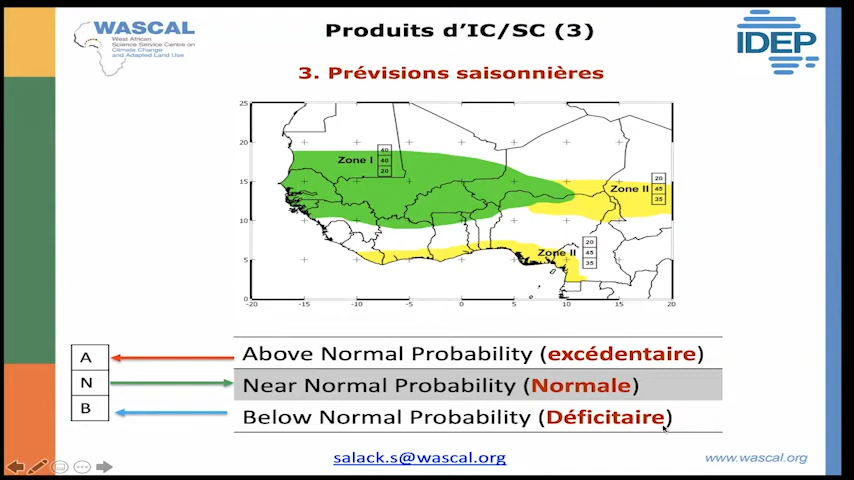 WASCAL
West African
Science Service Centre on
Climate Change
and Adapted Land Use
Produits d'IC/SC (3)
IDEP
3. Prévisions saisonnières
25
20
15
10
5
0
-20
-15
-10
-5
0
5
10
15
20
Zone I
40
40
20
Zone II
20
45
35
Zone II
20
45
35
A
N
B
Above Normal Probability (excédentaire)
Near Normal Probability (Normale)
Below Normal Probability (Déficitaire)
salack.s@wascal.org
www.wascal.org